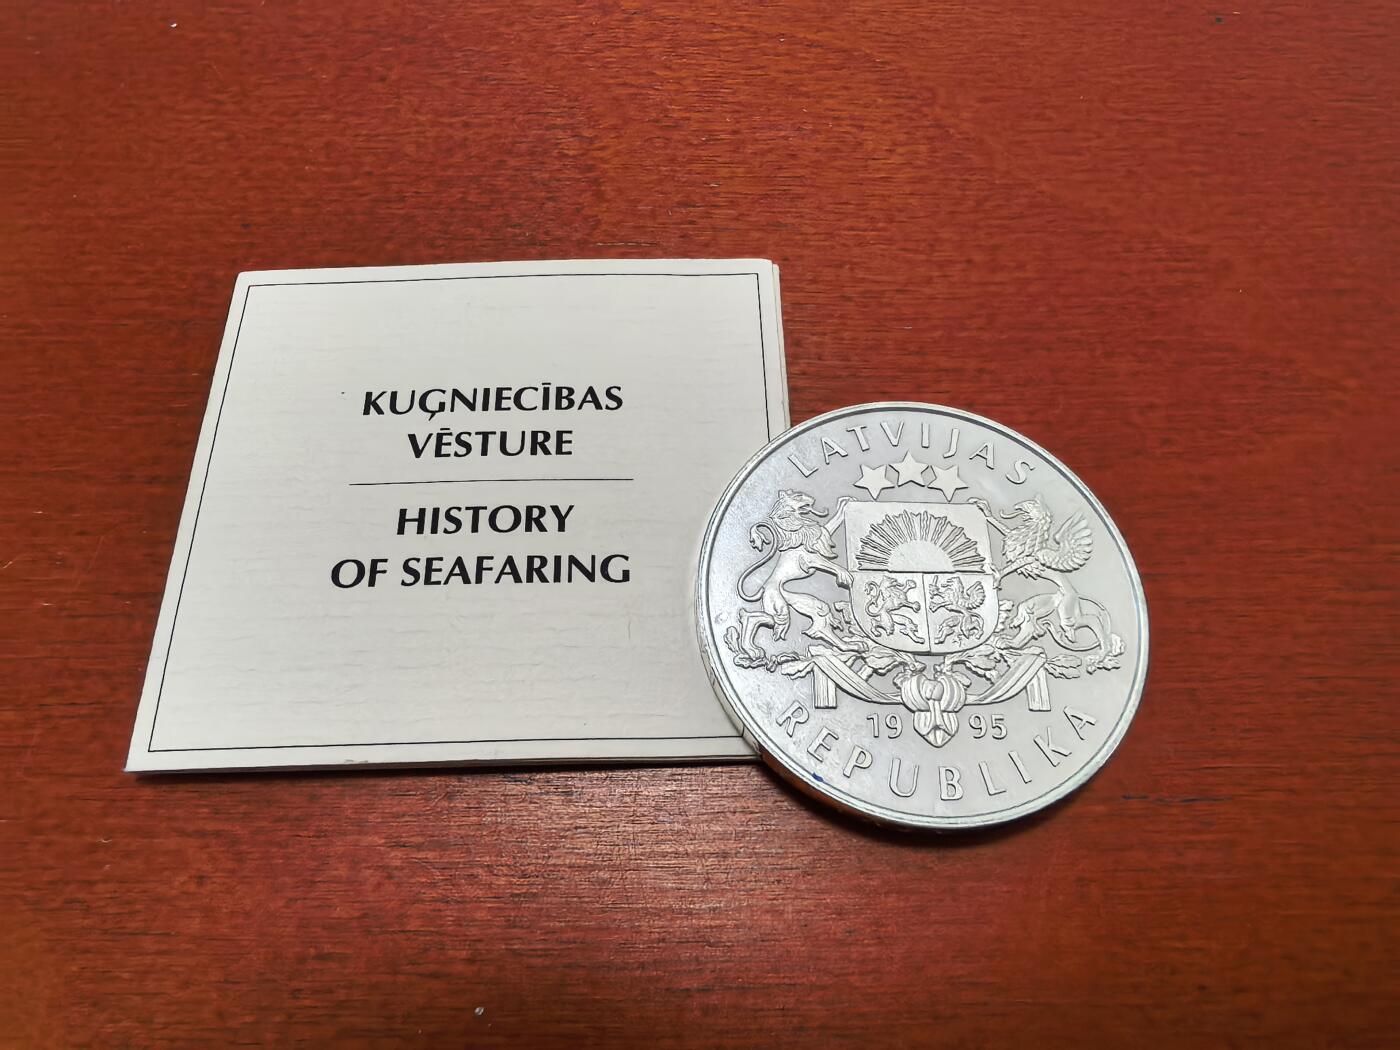 KUĢNIECĪBAS
VĒSTURE
HISTORY
OF SEAFARING
LATVIJAS
19 95
REPUBLIKA